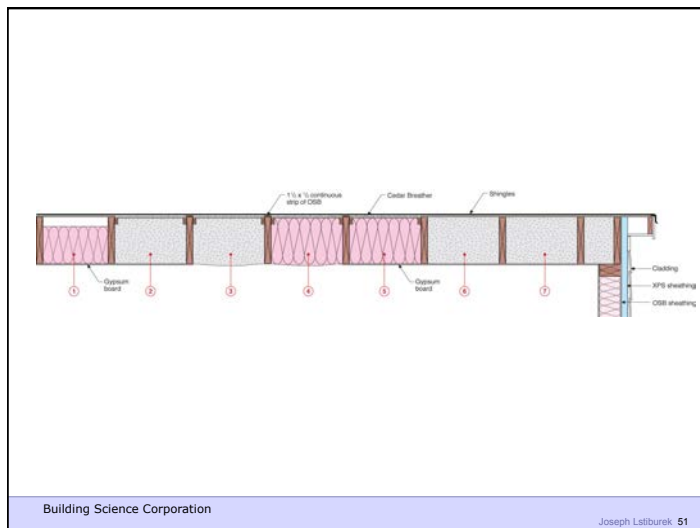 1 ½ x ½ continuous
strip of OSB
Cedar Breather
Shingles
Gypsum
board
Gypsum
board
1
2
3
4
5
6
7
Cladding
XPS sheathing
OSB sheathing
Building Science Corporation
Joseph Lstiburek 51